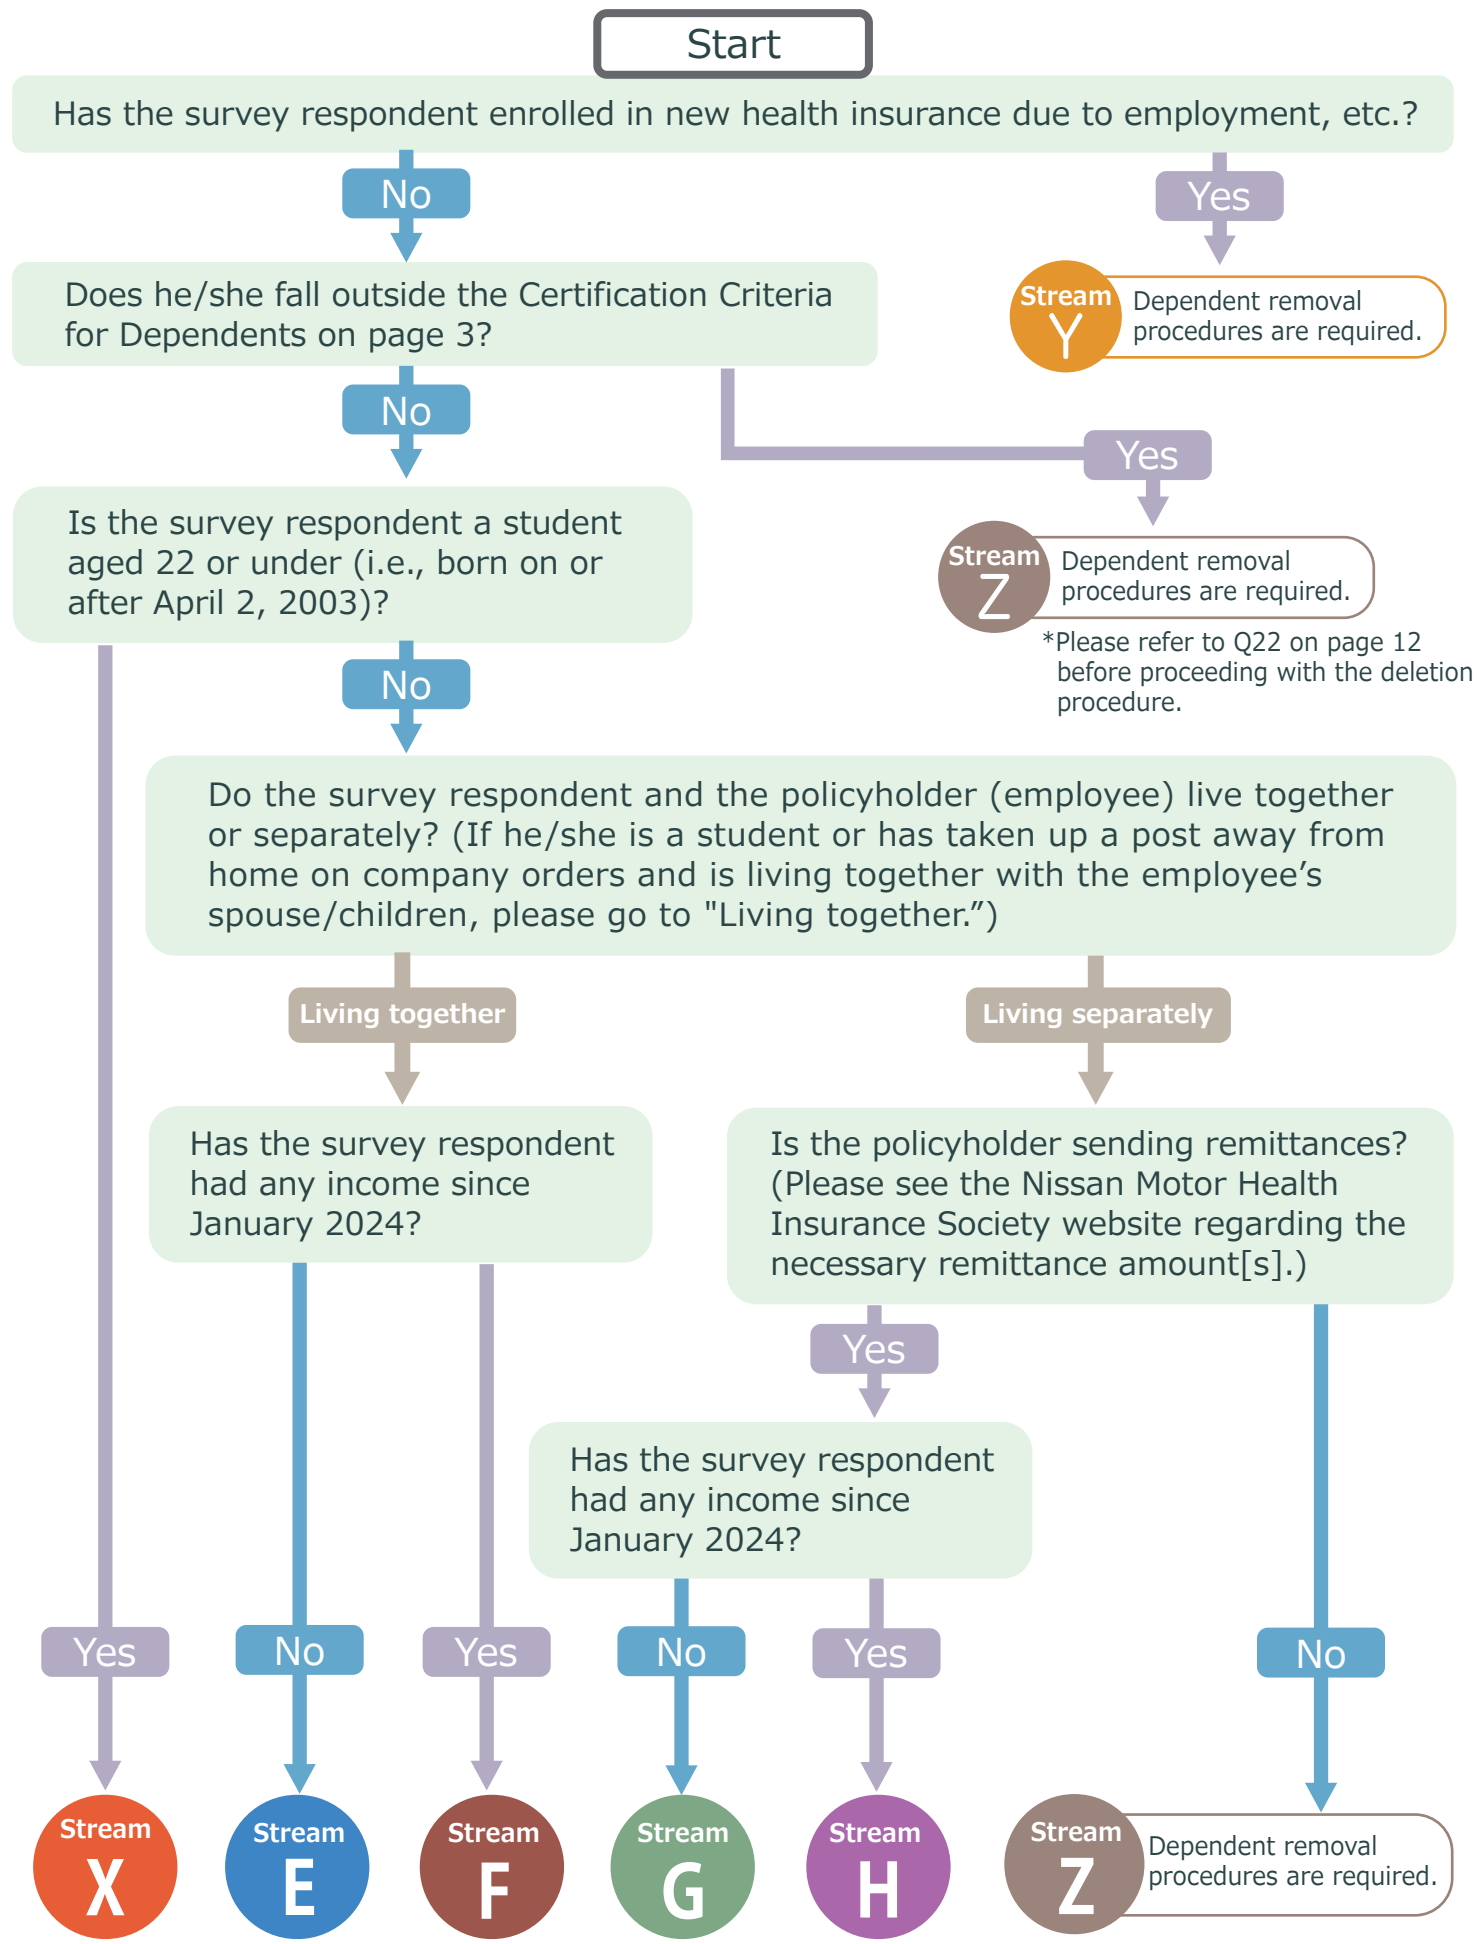 Start
Has the survey respondent enrolled in new health insurance due to employment, etc.?
No
Yes
Does he/she fall outside the Certification Criteria
for Dependents on page 3?
Stream
Y
Dependent removal
procedures are required.
No
Yes
Is the survey respondent a student
aged 22 or under (i.e., born on or
after April 2, 2003)?
Stream
Z
Dependent removal
procedures are required.
*Please refer to Q22 on page 12
before proceeding with the deletion
procedure.
No
Do the survey respondent and the policyholder (employee) live together
or separately? (If he/she is a student or has taken up a post away from
home on company orders and is living together with the employee’s
spouse/children, please go to "Living together.”)
Living together
Living separately
Has the survey respondent
had any income since
January 2024?
Is the policyholder sending remittances?
(Please see the Nissan Motor Health
Insurance Society website regarding the
necessary remittance amount[s].)
Yes
Has the survey respondent
had any income since
January 2024?
Yes
No
Yes
No
Yes
No
Stream
X
Stream
E
Stream
F
Stream
G
Stream
H
Stream
Z
Dependent removal
procedures are required.